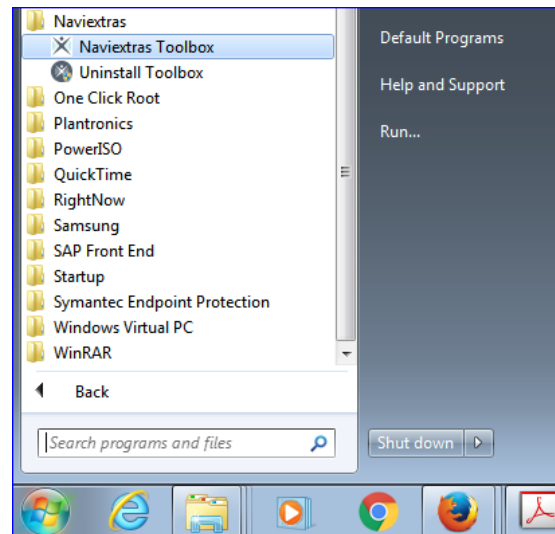 Naviextras
Naviextras Toolbox
Uninstall Toolbox
One Click Root
Plantronics
PowerISO
QuickTime
RightNow
Samsung
SAP Front End
Startup
Symantec Endpoint Protection
Windows Virtual PC
WinRAR
Back
Search programs and files
Default Programs
Help and Support
Run...
Shut down